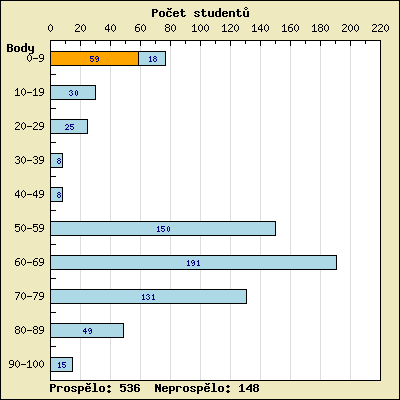 Počet studentů
0 20 40 60 80 100 120 140 160 180 200 220
Body
0-9 59 18
10-19 30
20-29 25
30-39 8
40-49 8
50-59 150
60-69 191
70-79 131
80-89 49
90-100 15
Prospělo: 536 Neprospělo: 148